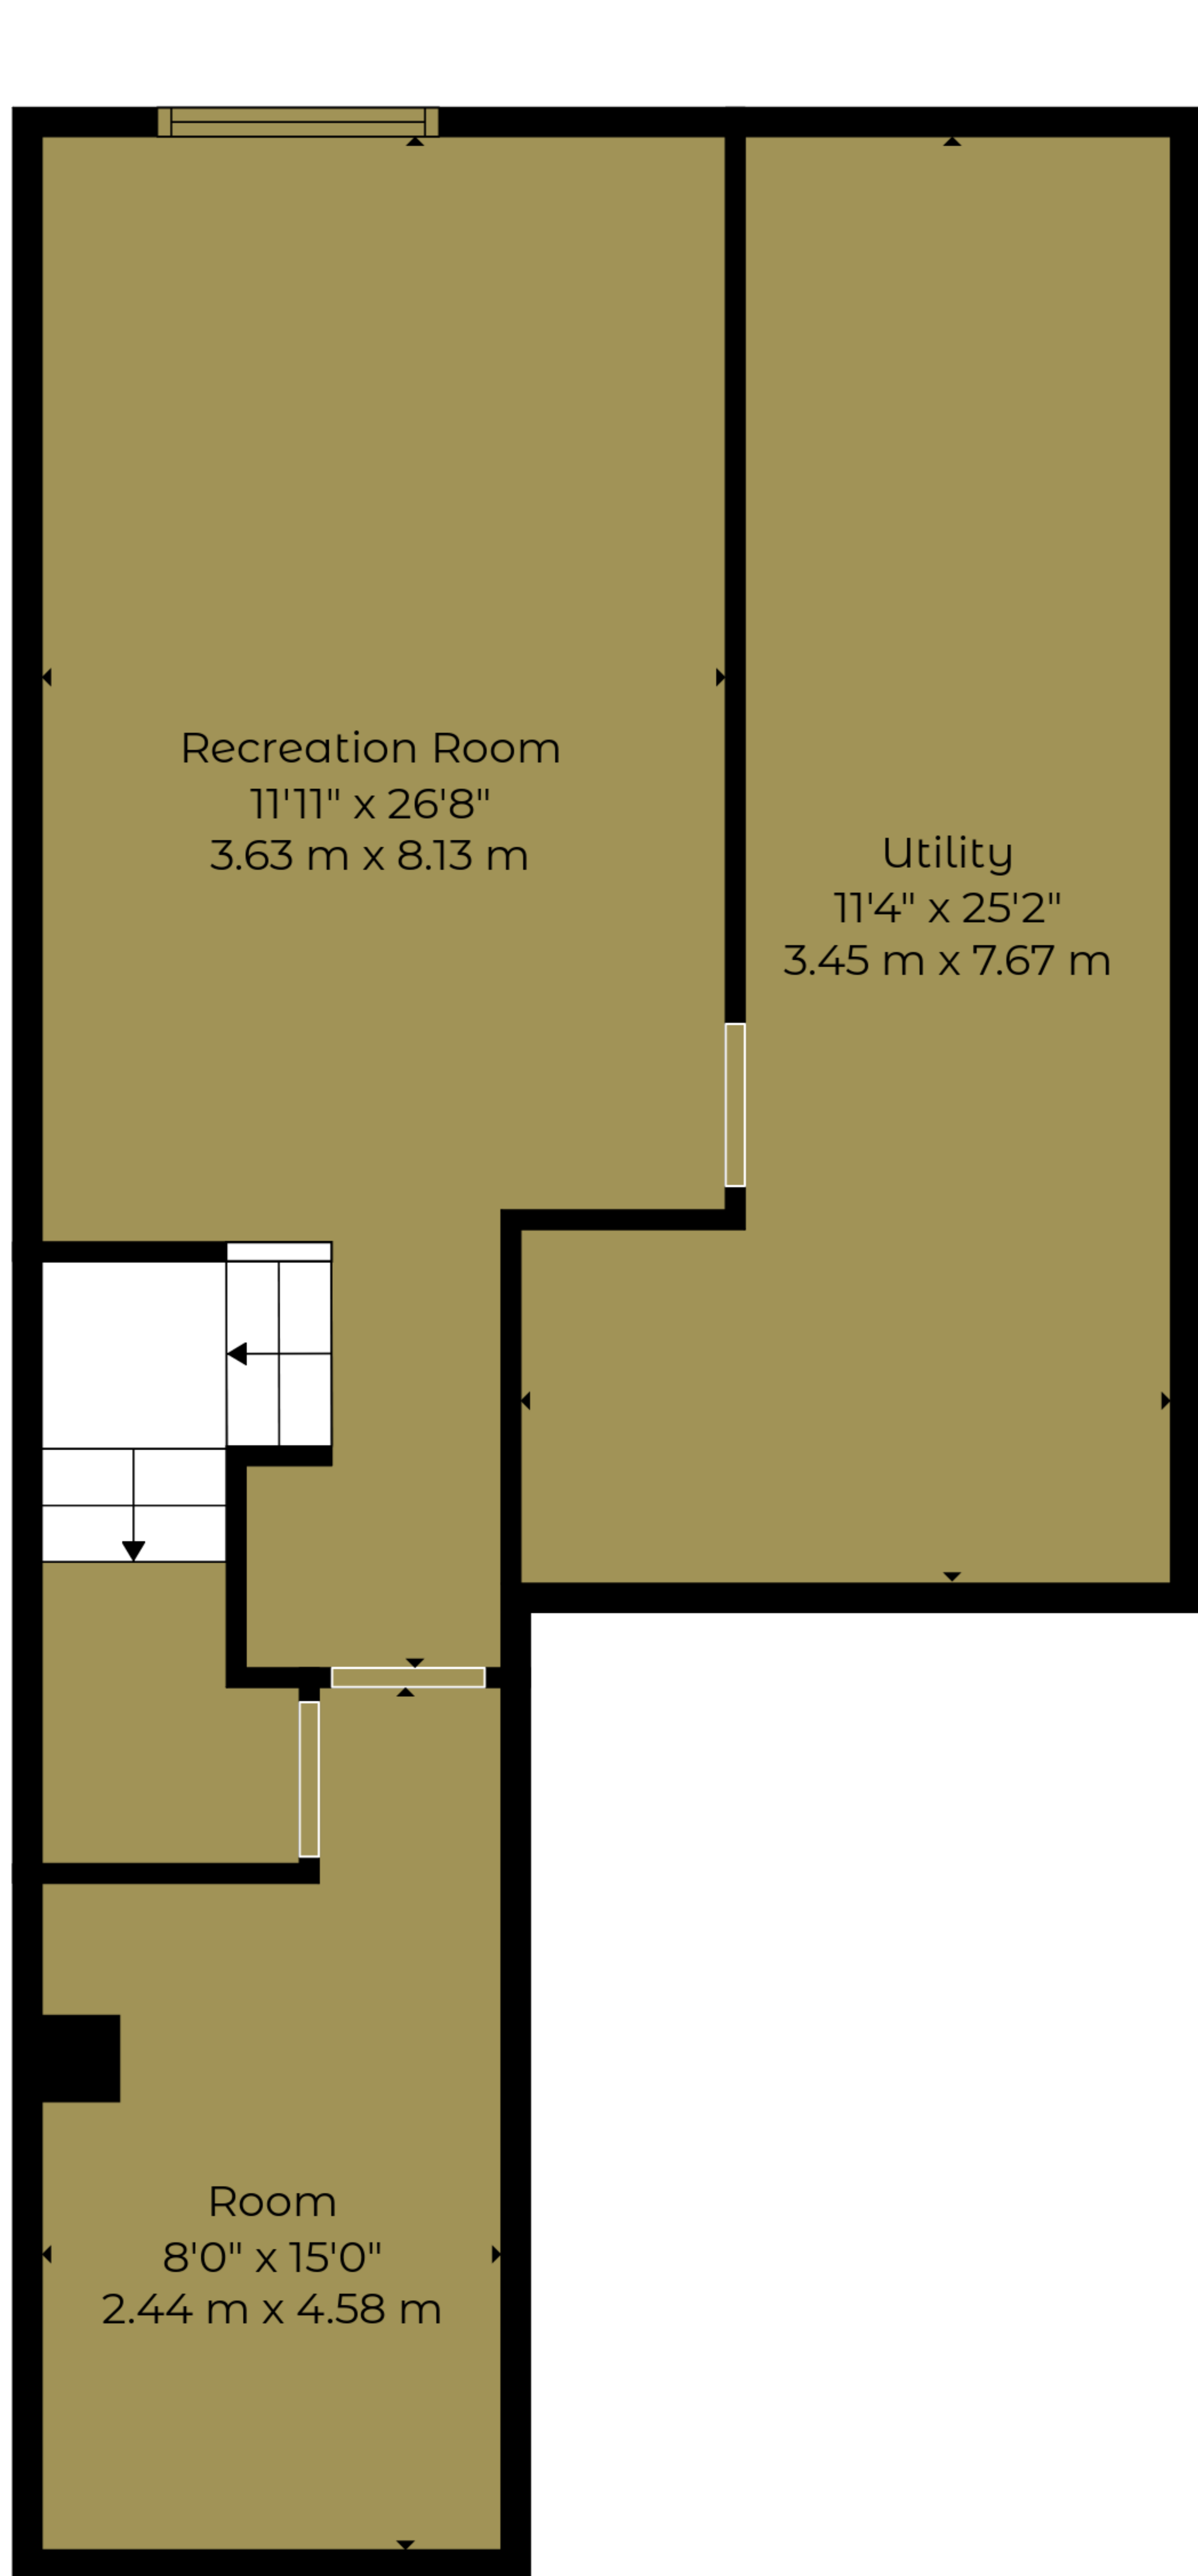 Recreation Room
11'11" x 26'8"
3.63 m x 8.13 m
Utility
11'4" x 25'2"
3.45 m x 7.67 m
Room
8'0" x 15'0"
2.44 m x 4.58 m